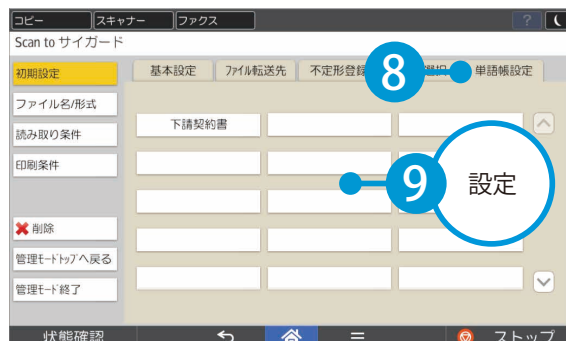 コピー スキャナー ファクス ?
Scan to サイガード
初期設定 基本設定 ファイル転送先 不定形登録 8 選択 単語帳設定
ファイル名/形式
下請契約書
読み取り条件
印刷条件
9 設定
削除
管理モードトップへ戻る
管理モード終了
状態確認 ストップ